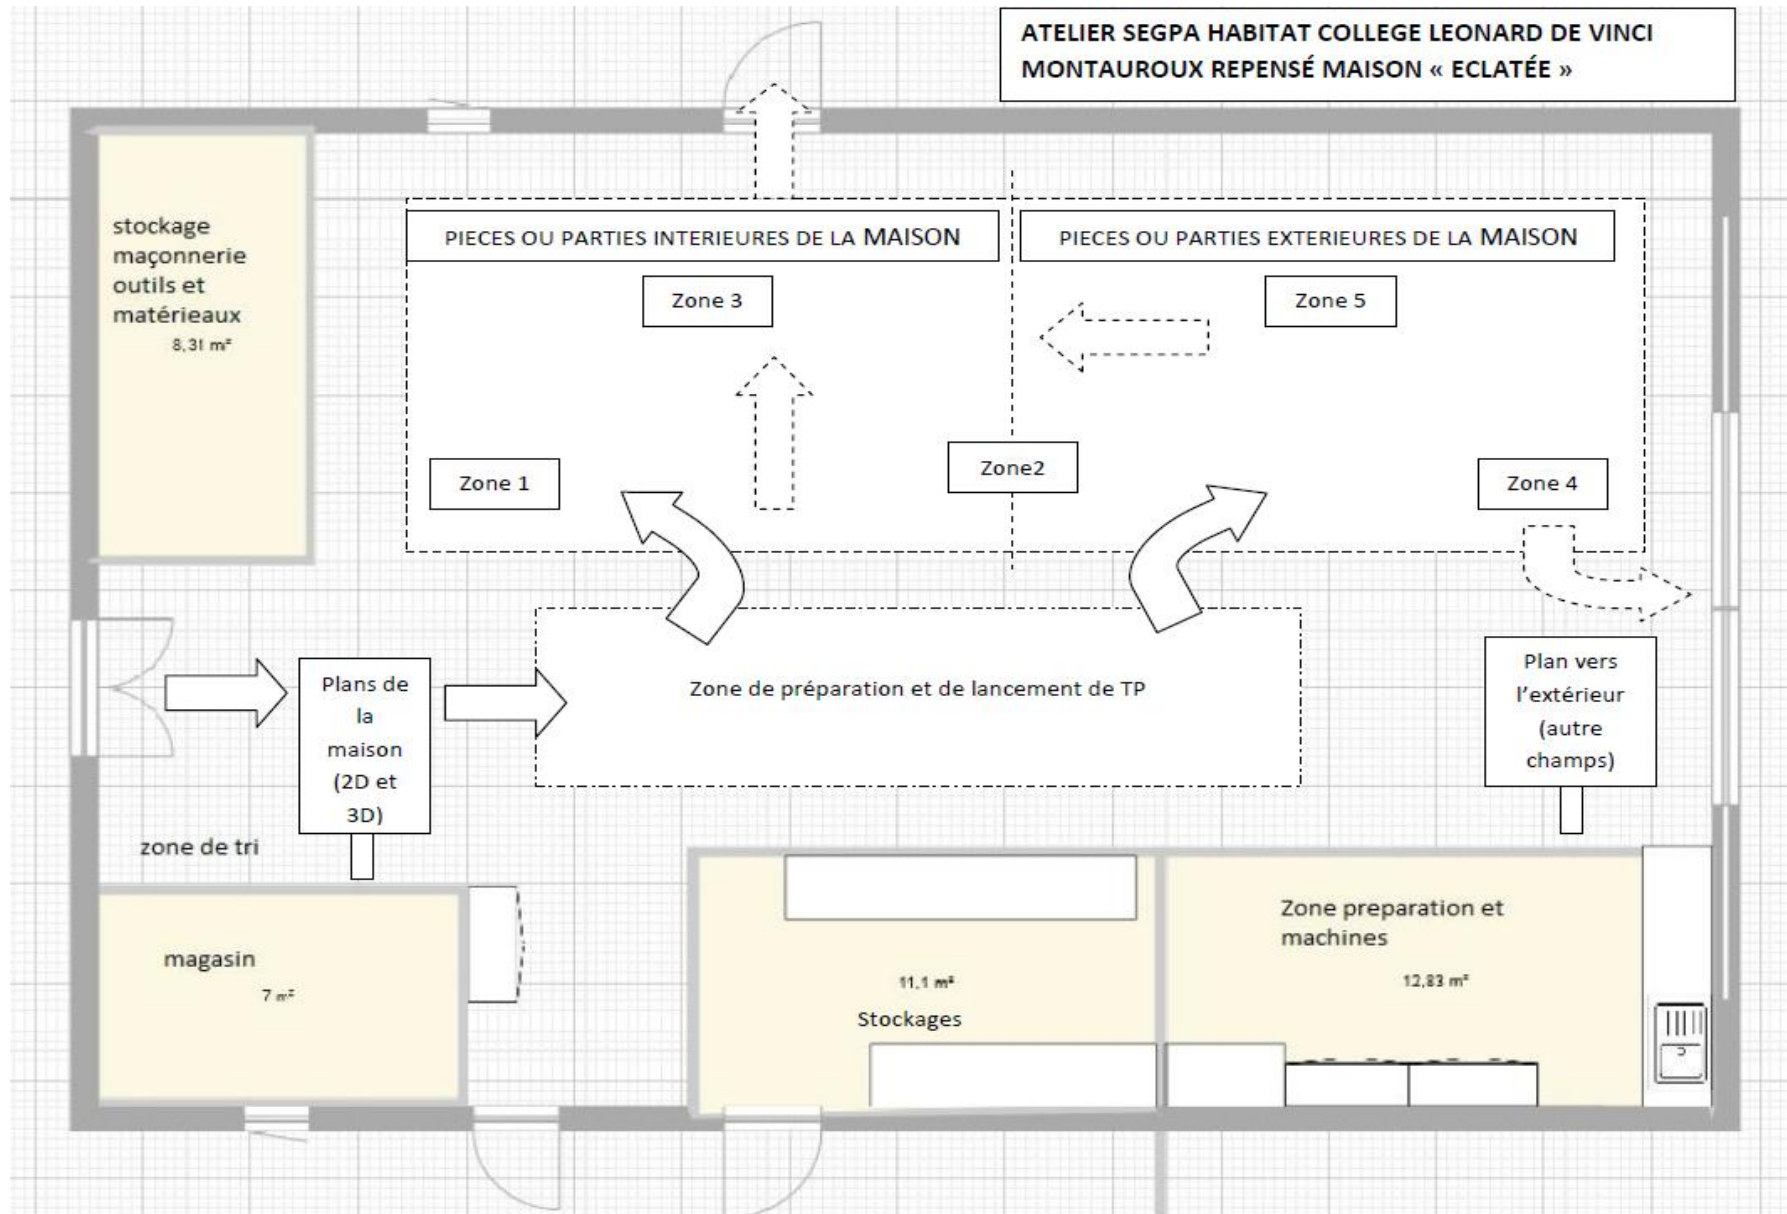 ATELIER SEGPA HABITAT COLLEGE LEONARD DE VINCI
MONTAUROUX REPENSÉ MAISON « ECLATÉE »
stockage
maçonnerie
outils et
matérieaux
8,31 m²
PIECES OU PARTIES INTERIEURES DE LA MAISON
PIECES OU PARTIES EXTERIEURES DE LA MAISON
Zone 3
Zone 5
Zone 1
Zone2
Zone 4
Plans de
la
maison
(2D et
3D)
Zone de préparation et de lancement de TP
Plan vers
l'extérieur
(autre
champs)
zone de tri
magasin
7 m²
11,1 m²
Stockages
Zone preparation et
machines
12,83 m²